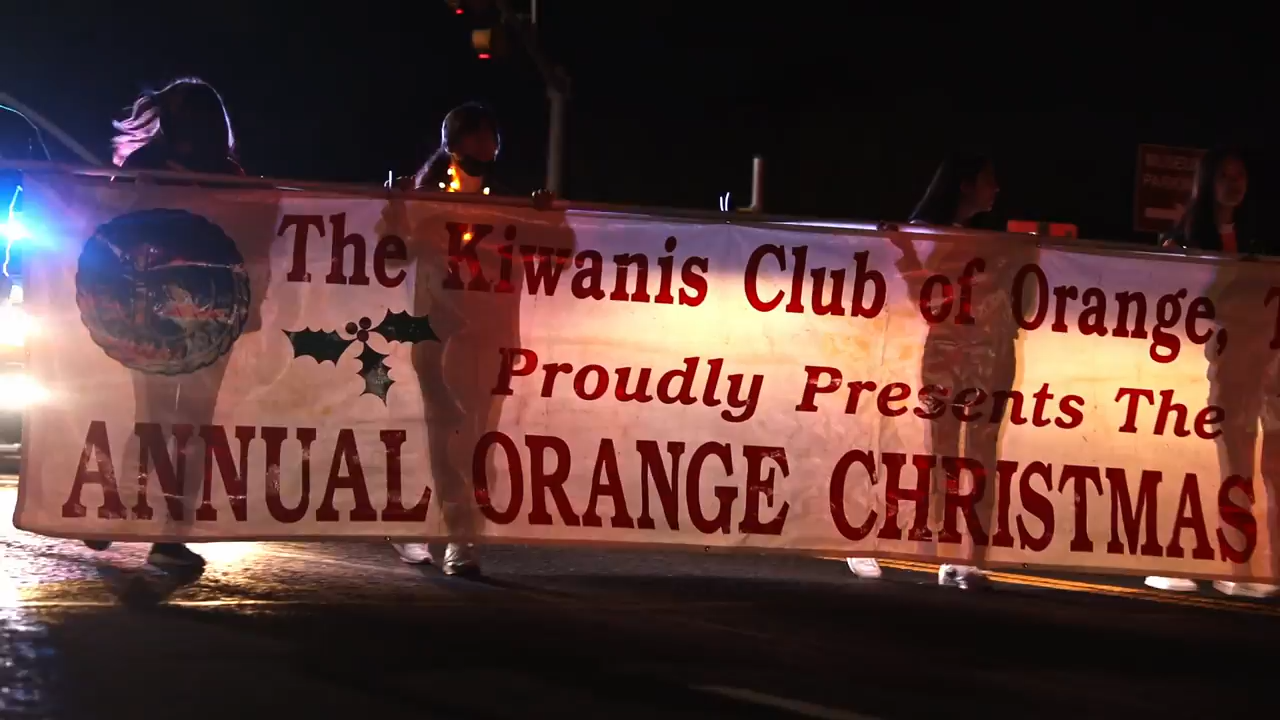 The Kiwanis Club of Orange,
Proudly Presents The
ANNUAL ORANGE CHRISTMAS